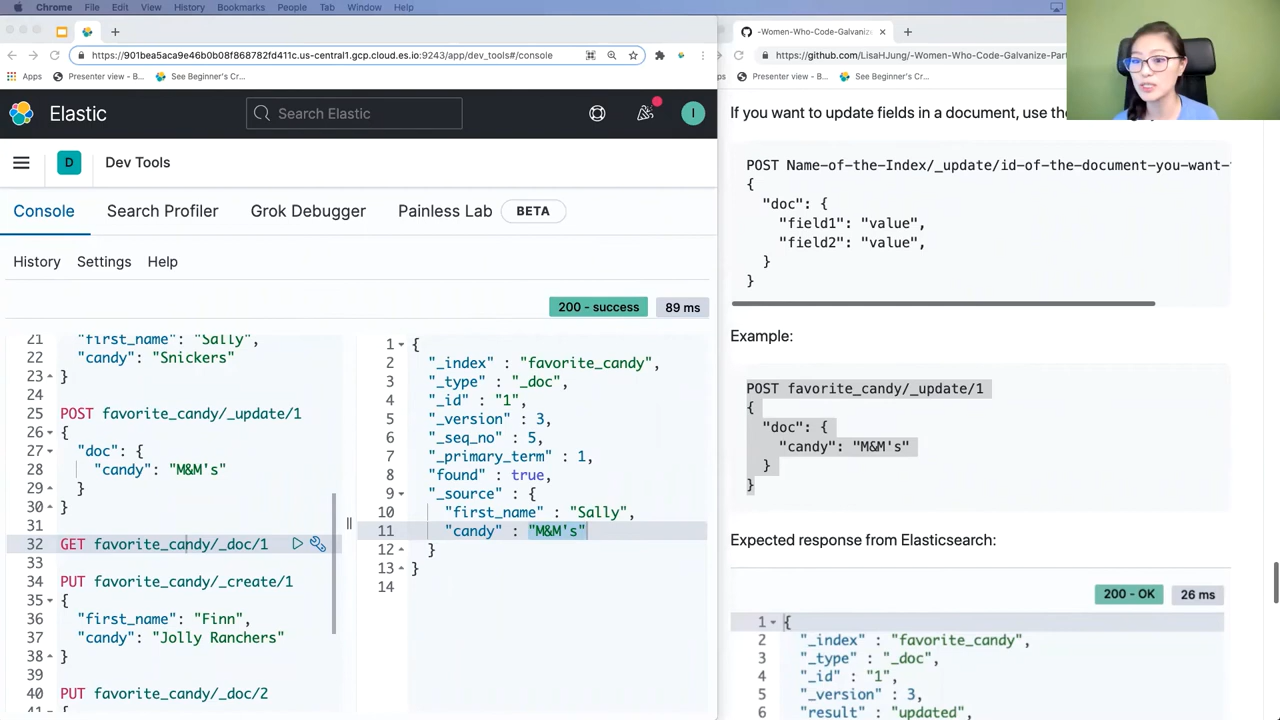 Chrome File Edit View History Bookmarks People Tab Window Help
https://901bea5aca9e46b0b08f868782fd411c.us-central1.gcp.cloud.es.io:9243/app/dev_tools#/console
Apps Presenter view - B... See Beginner's Cr...
Elastic
Search Elastic
I
D
Dev Tools
Console Search Profiler Grok Debugger Painless Lab BETA
History Settings Help
200 - success 89 ms
21 "first_name": "Sally",
22 "candy": "Snickers"
23 }
24
25 POST favorite_candy/_update/1
26 {
27 "doc": {
28 "candy": "M&M's"
29 }
30 }
31
32 GET favorite_candy/_doc/1
33
34 PUT favorite_candy/_create/1
35 {
36 "first_name": "Finn",
37 "candy": "Jolly Ranchers"
38 }
39
40 PUT favorite_candy/_doc/2
41 {
1 {
2 "_index" : "favorite_candy",
3 "_type" : "_doc",
4 "_id" : "1",
5 "_version" : 3,
6 "_seq_no" : 5,
7 "_primary_term" : 1,
8 "found" : true,
9 "_source" : {
10 "first_name" : "Sally",
11 "candy" : "M&M's"
12 }
13 }
14
-Women-Who-Code-Galvanize
https://github.com/LisaHJung/-Women-Who-Code-Galvanize-Par
Presenter view - B... See Beginner's Cr...
If you want to update fields in a document, use the
POST Name-of-the-Index/_update/id-of-the-document-you-want-
{
"doc": {
"field1": "value",
"field2": "value",
}
}
Example:
POST favorite_candy/_update/1
{
"doc": {
"candy": "M&M's"
}
}
Expected response from Elasticsearch:
200 - OK 26 ms
1 {
2 "_index" : "favorite_candy",
3 "_type" : "_doc",
4 "_id" : "1",
5 "_version" : 3,
6 "result" : "updated",